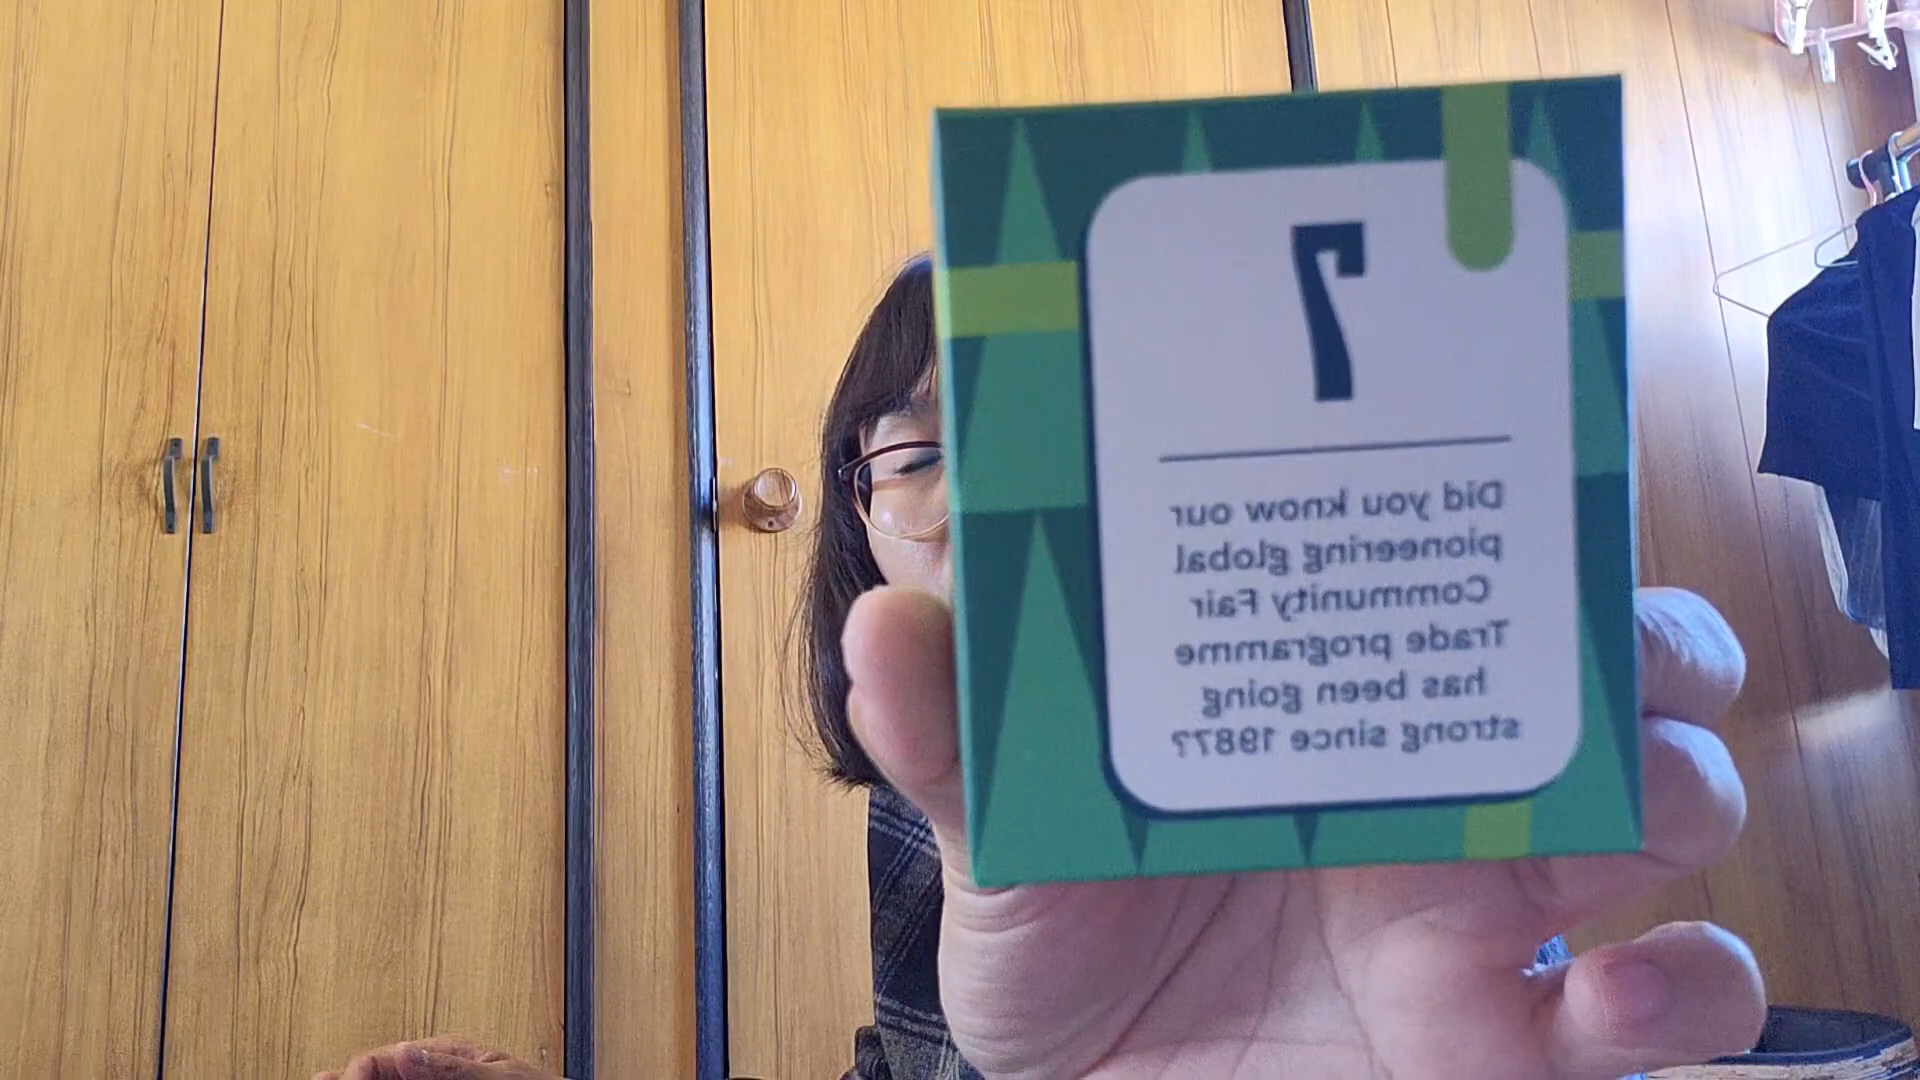 7
Did you know our
pioneering global
Community Fair
Trade programme
has been going
strong since 1987?